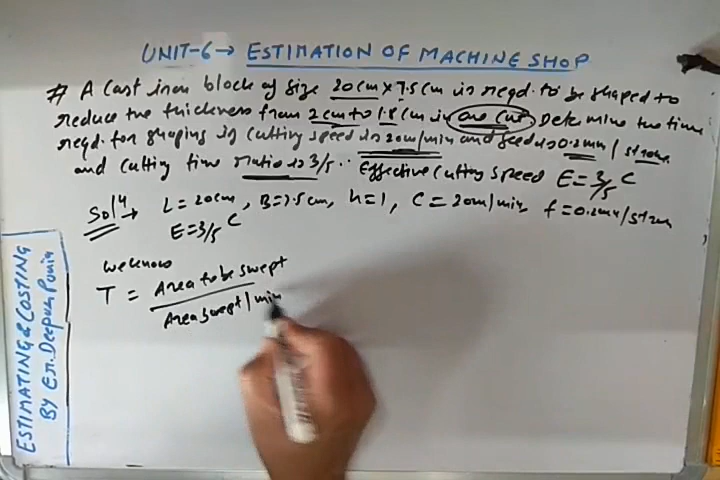 UNIT-6→ ESTIMATION OF MACHINE SHOP
# A Cast iron block of size 20cm x 7.5cm is reqd. to be shaped to
reduce the thickness from 2cm to 1.8cm in one cut. Determine the time
reqd. for shaping if cutting speed is 20m/min and feed is 0.2mm / stroke
and cutting time ratio is 3/5. Effective Cutting Speed E=3/5 C
Soln→ L=20cm, B=7.5cm, h=1, C=20m/min, f=0.2mm/stroke
E=3/5 C
we know
T = Area to be swept
Area swept/min
ESTIMATING & COSTING
BY Er. Deepak Punia